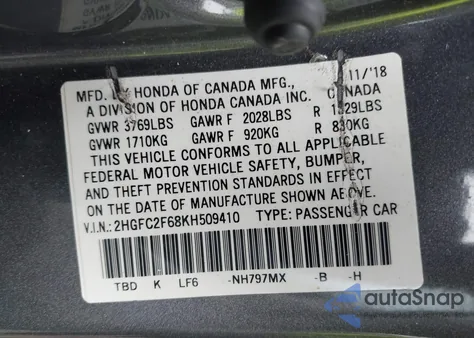 MFD. BY HONDA OF CANADA MFG., 11/'18
A DIVISION OF HONDA CANADA INC. CANADA
GVWR 3769LBS GAWR F 2028LBS R 1829LBS
GVWR 1710KG GAWR F 920KG R 830KG
THIS VEHICLE CONFORMS TO ALL APPLICABLE
FEDERAL MOTOR VEHICLE SAFETY, BUMPER,
AND THEFT PREVENTION STANDARDS IN EFFECT
ON THE DATE OF MANUFACTURE SHOWN ABOVE.
V.I.N.: 2HGFC2F68KH509410 TYPE: PASSENGER CAR
TBD K LF6 -NH797MX -B -H
autoSnap